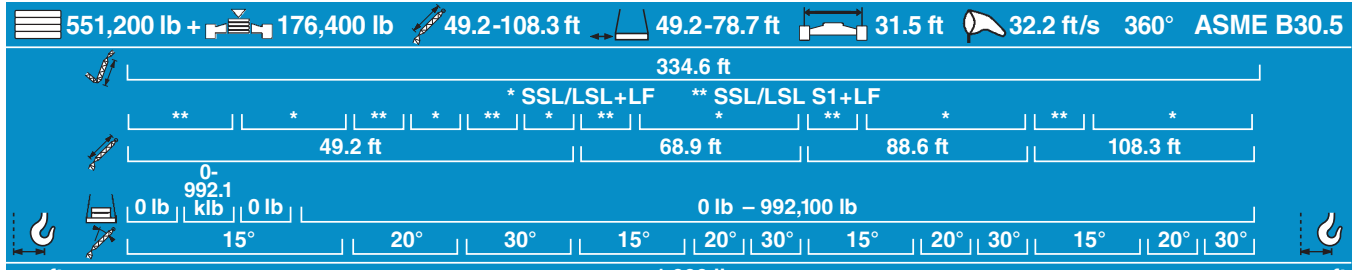 551,200 lb + 176,400 lb 49.2-108.3 ft 49.2-78.7 ft 31.5 ft 32.2 ft/s 360° ASME B30.5
334.6 ft
* SSL/LSL+LF ** SSL/LSL S1+LF
** * ** * ** * ** * ** * ** *
49.2 ft 68.9 ft 88.6 ft 108.3 ft
0-
992.1
0 lb klb 0 lb 0 lb – 992,100 lb
15° 20° 30° 15° 20° 30° 15° 20° 30° 15° 20° 30°